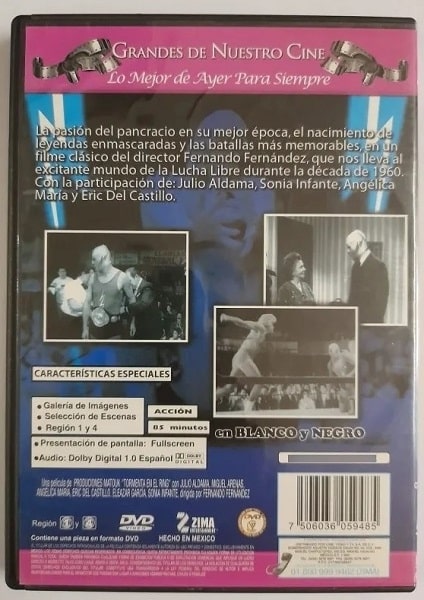 GRANDES DE NUESTRO CINE
Lo Mejor de Ayer Para Siempre
La pasión del pancracio en su mejor época, el nacimiento de
leyendas enmascaradas y las batallas más memorables, en un
filme clásico del director Fernando Fernández, que nos lleva al
excitante mundo de la Lucha Libre durante la década de 1960.
Con la participación de: Julio Aldama, Sonia Infante, Angélica
María y Eric Del Castillo.
CARACTERÍSTICAS ESPECIALES
• Galería de Imágenes
• Selección de Escenas
• Región 1 y 4
ACCIÓN
85 minutos
• Presentación de pantalla: Fullscreen
• Audio: Dolby Digital 1.0 Español
DOLBY
DIGITAL
en BLANCO y NEGRO
Una película de PRODUCCIONES MATOUK "TORMENTA EN EL RING" con JULIO ALDAMA, MIGUEL ARENAS,
ANGÉLICA MARÍA, ERIC DEL CASTILLO, ELEAZAR GARCÍA, SONIA INFANTE, dirigida por FERNANDO FERNÁNDEZ
Región 1 4
DVD
VIDEO
ZIMA
ENTERTAINMENT
Contiene una pieza en formato DVD
HECHO EN MEXICO
7 506036 059485